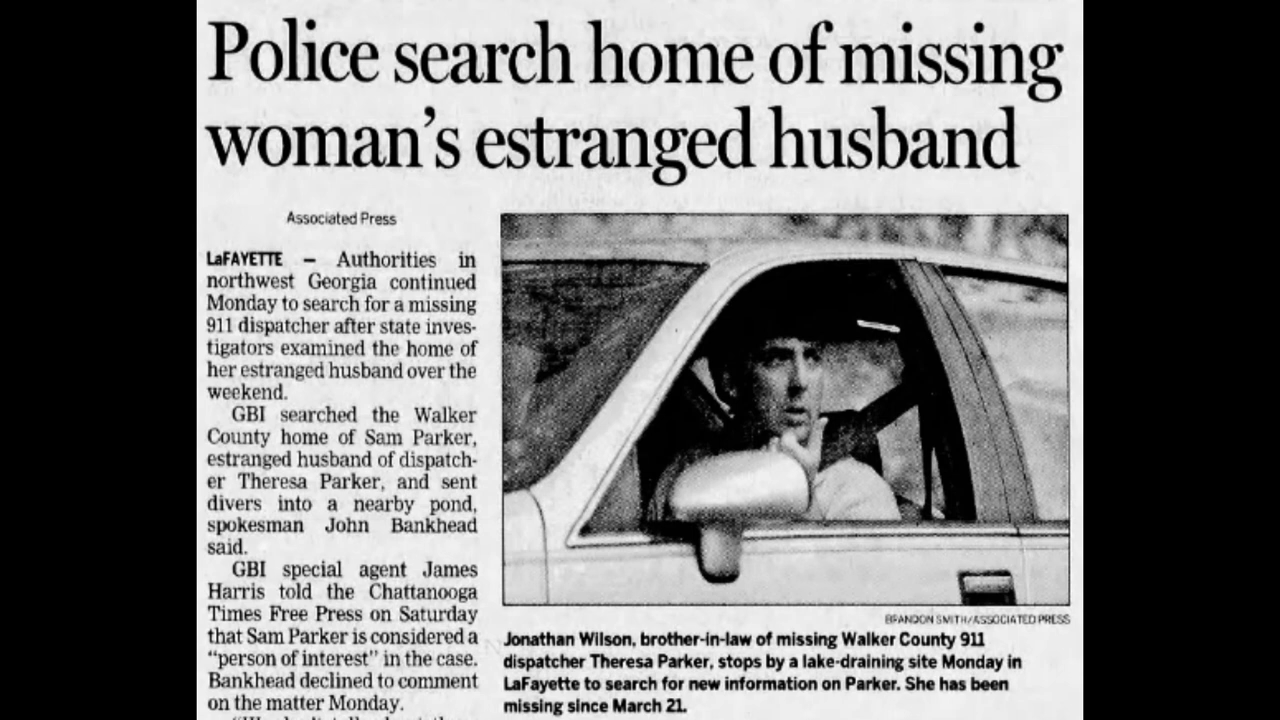 Police search home of missing
woman's estranged husband
Associated Press
LaFAYETTE — Authorities in
northwest Georgia continued
Monday to search for a missing
911 dispatcher after state inves-
tigators examined the home of
her estranged husband over the
weekend.
GBI searched the Walker
County home of Sam Parker,
estranged husband of dispatch-
er Theresa Parker, and sent
divers into a nearby pond,
spokesman John Bankhead
said.
GBI special agent James
Harris told the Chattanooga
Times Free Press on Saturday
that Sam Parker is considered a
"person of interest" in the case.
Bankhead declined to comment
on the matter Monday.
BRANDON SMITH/ASSOCIATED PRESS
Jonathan Wilson, brother-in-law of missing Walker County 911
dispatcher Theresa Parker, stops by a lake-draining site Monday in
LaFayette to search for new information on Parker. She has been
missing since March 21.